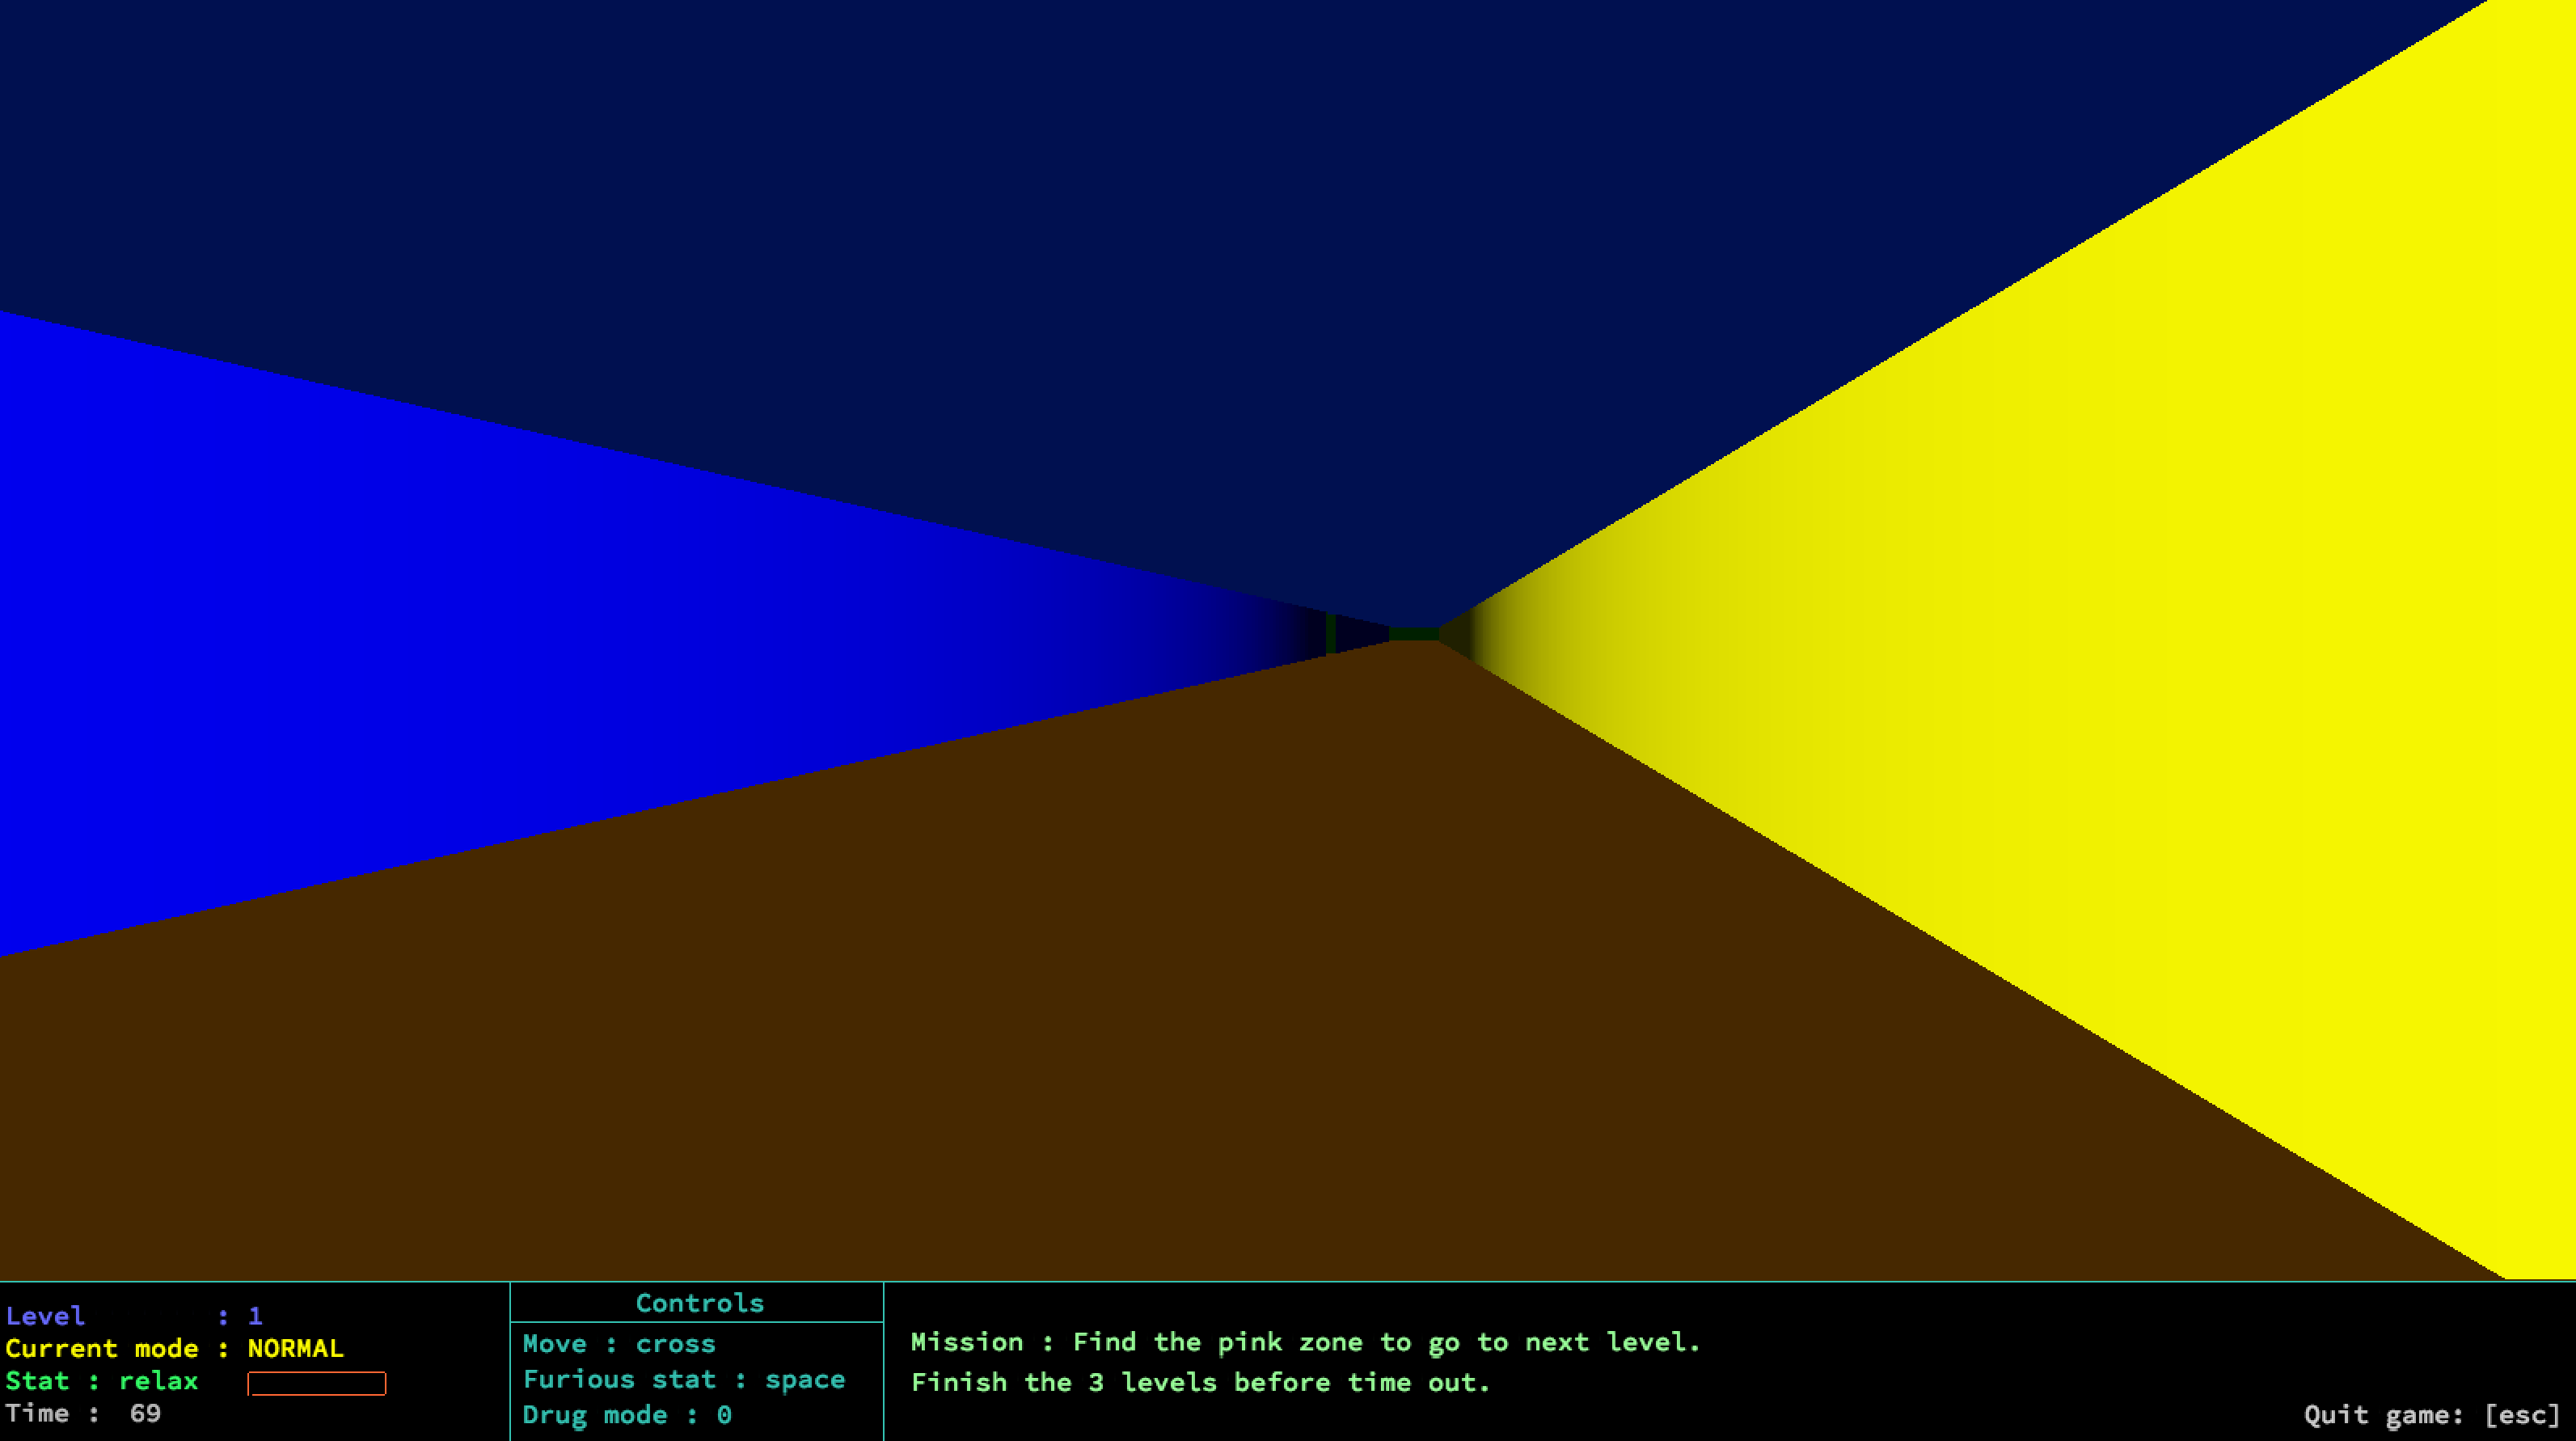 Level : 1
Current mode : NORMAL
Stat : relax
Time : 69
Controls
Move : cross
Furious stat : space
Drug mode : 0
Mission : Find the pink zone to go to next level.
Finish the 3 levels before time out.
Quit game: [esc]